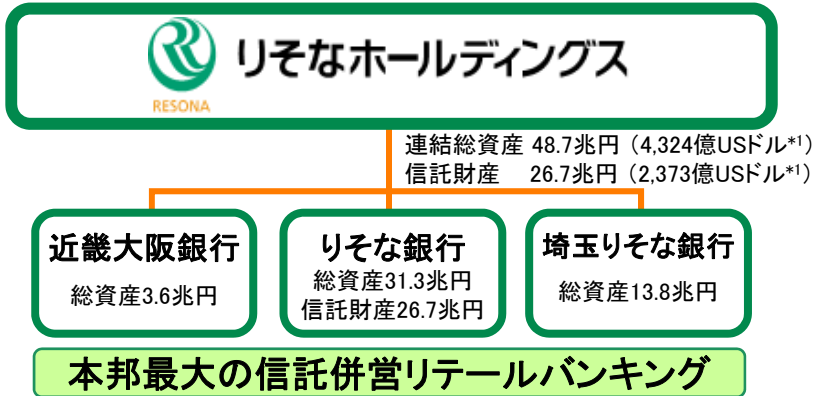 りそなホールディングス
RESONA
連結総資産 48.7兆円（4,324億USドル*1）
信託財産 26.7兆円（2,373億USドル*1）
近畿大阪銀行
総資産3.6兆円
りそな銀行
総資産31.3兆円
信託財産26.7兆円
埼玉りそな銀行
総資産13.8兆円
本邦最大の信託併営リテールバンキング